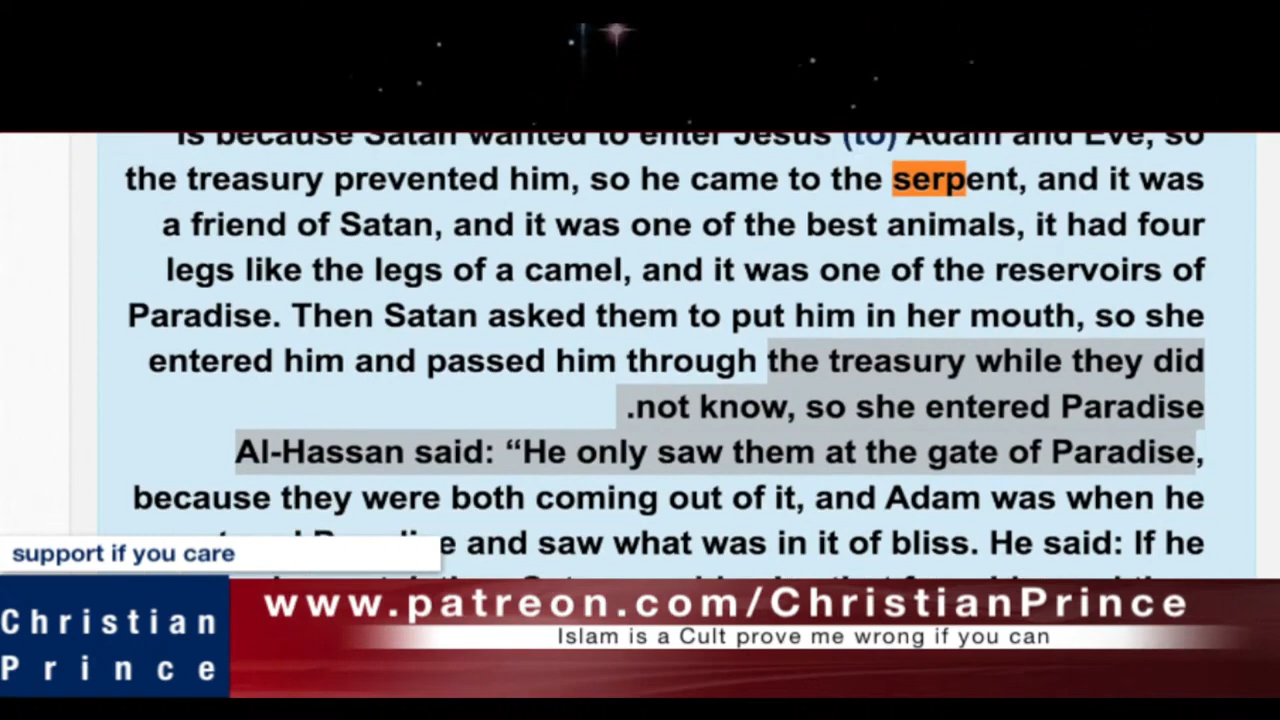 is because Satan wanted to enter Jesus (to) Adam and Eve, so
the treasury prevented him, so he came to the serpent, and it was
a friend of Satan, and it was one of the best animals, it had four
legs like the legs of a camel, and it was one of the reservoirs of
Paradise. Then Satan asked them to put him in her mouth, so she
entered him and passed him through the treasury while they did
.not know, so she entered Paradise
Al-Hassan said: “He only saw them at the gate of Paradise,
because they were both coming out of it, and Adam was when he
and saw what was in it of bliss. He said: If he
support if you care
Christian
Prince
www.patreon.com/ChristianPrince
Islam is a Cult prove me wrong if you can